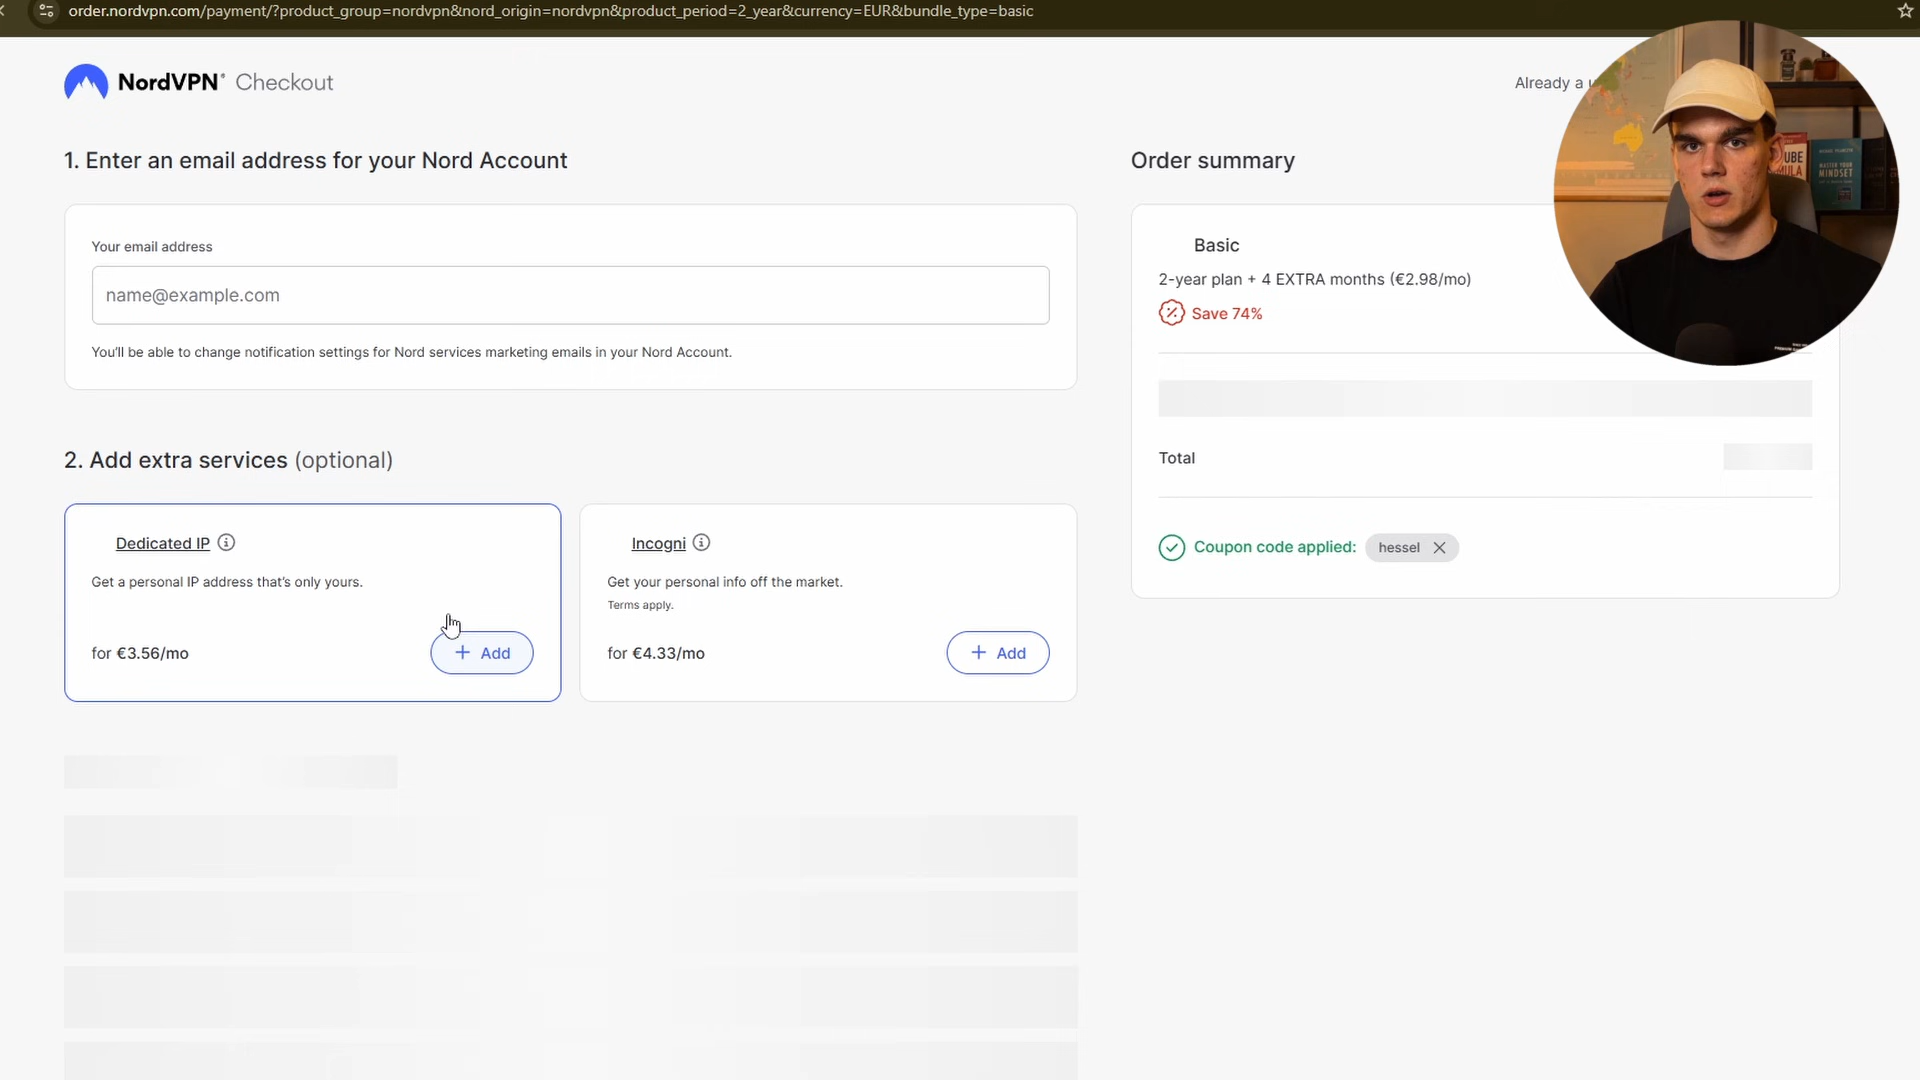 order.nordvpn.com/payment/?product_group=nordvpn&nord_origin=nordvpn&product_period=2_year&currency=EUR&bundle_type=basic
NordVPN® Checkout
Already a
1. Enter an email address for your Nord Account
Your email address
name@example.com
You'll be able to change notification settings for Nord services marketing emails in your Nord Account.
2. Add extra services (optional)
Dedicated IP
Get a personal IP address that's only yours.
for €3.56/mo
+ Add
Incogni
Get your personal info off the market.
Terms apply.
for €4.33/mo
+ Add
Order summary
Basic
2-year plan + 4 EXTRA months (€2.98/mo)
Save 74%
Total
Coupon code applied: hessel
MASTER YOUR
MINDSET